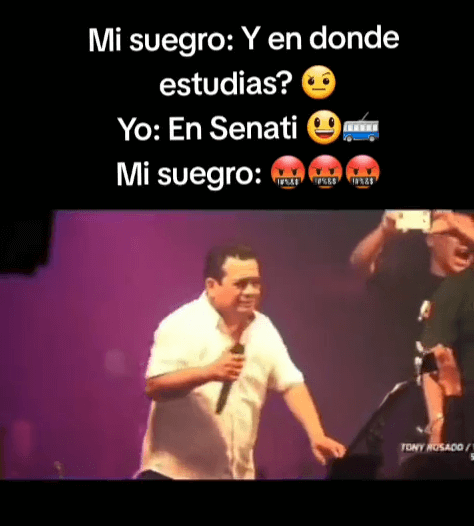 Mi suegro: Y en donde
estudias? 🤨
Yo: En Senati 😃🚎
Mi suegro: 🤬🤬🤬
TONY ROSADO /